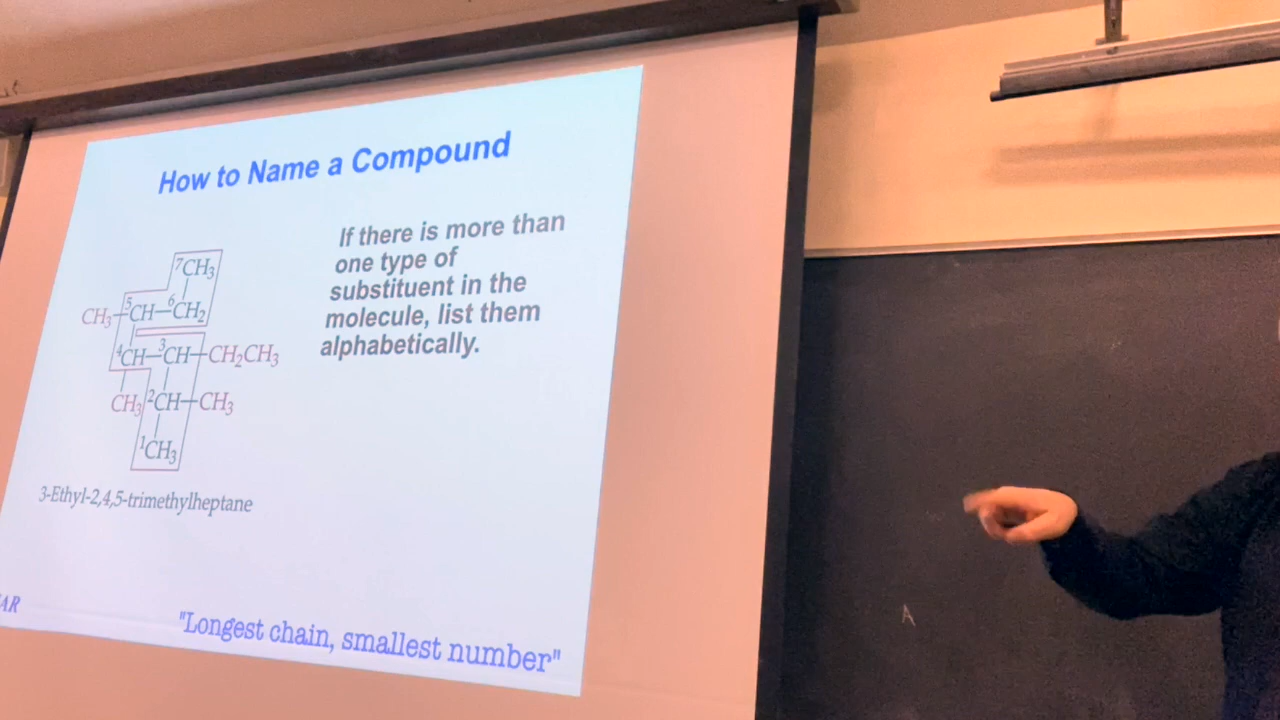 How to Name a Compound
If there is more than
one type of
substituent in the
molecule, list them
alphabetically.
⁷CH₃
CH₃—⁵CH—⁶CH₂
⁴CH—³CH—CH₂CH₃
CH₃ ²CH—CH₃
¹CH₃
3-Ethyl-2,4,5-trimethylheptane
AR
"Longest chain, smallest number"
A